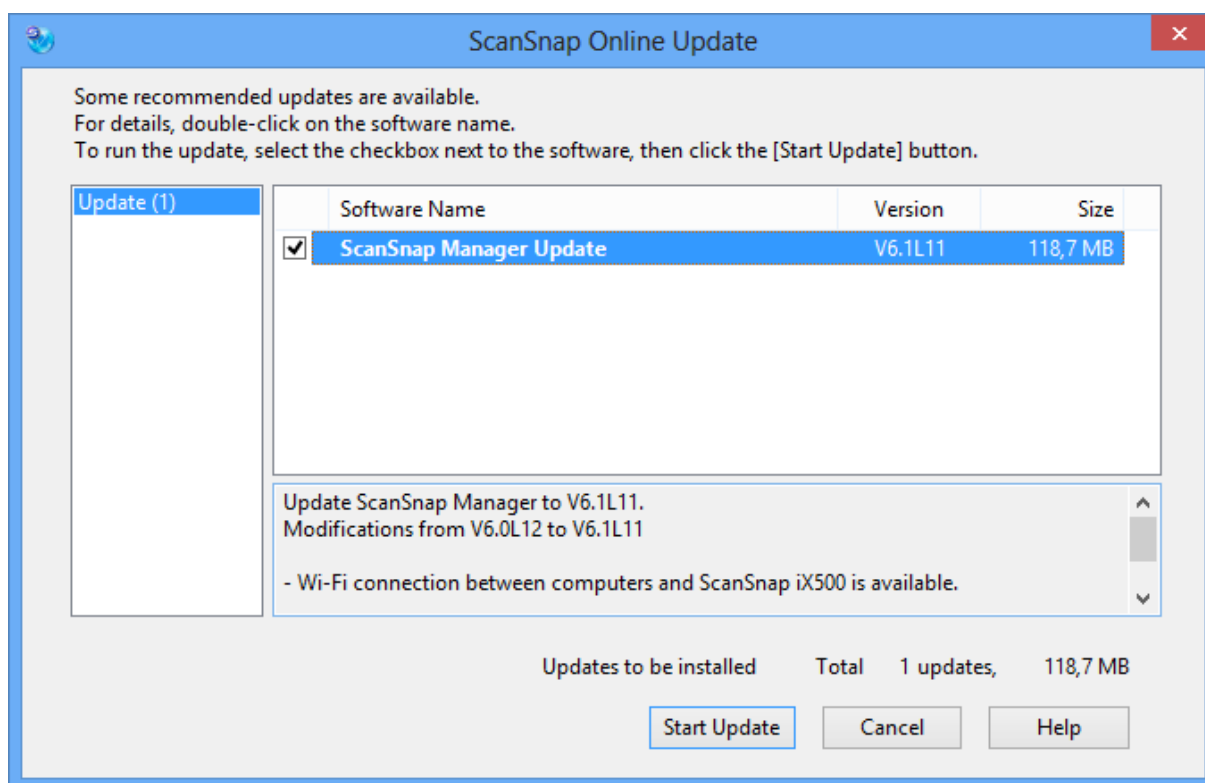 ScanSnap Online Update
Some recommended updates are available.
For details, double-click on the software name.
To run the update, select the checkbox next to the software, then click the [Start Update] button.
Update (1)
Software Name Version Size
ScanSnap Manager Update V6.1L11 118,7 MB
Update ScanSnap Manager to V6.1L11.
Modifications from V6.0L12 to V6.1L11
- Wi-Fi connection between computers and ScanSnap iX500 is available.
Updates to be installed Total 1 updates, 118,7 MB
Start Update Cancel Help